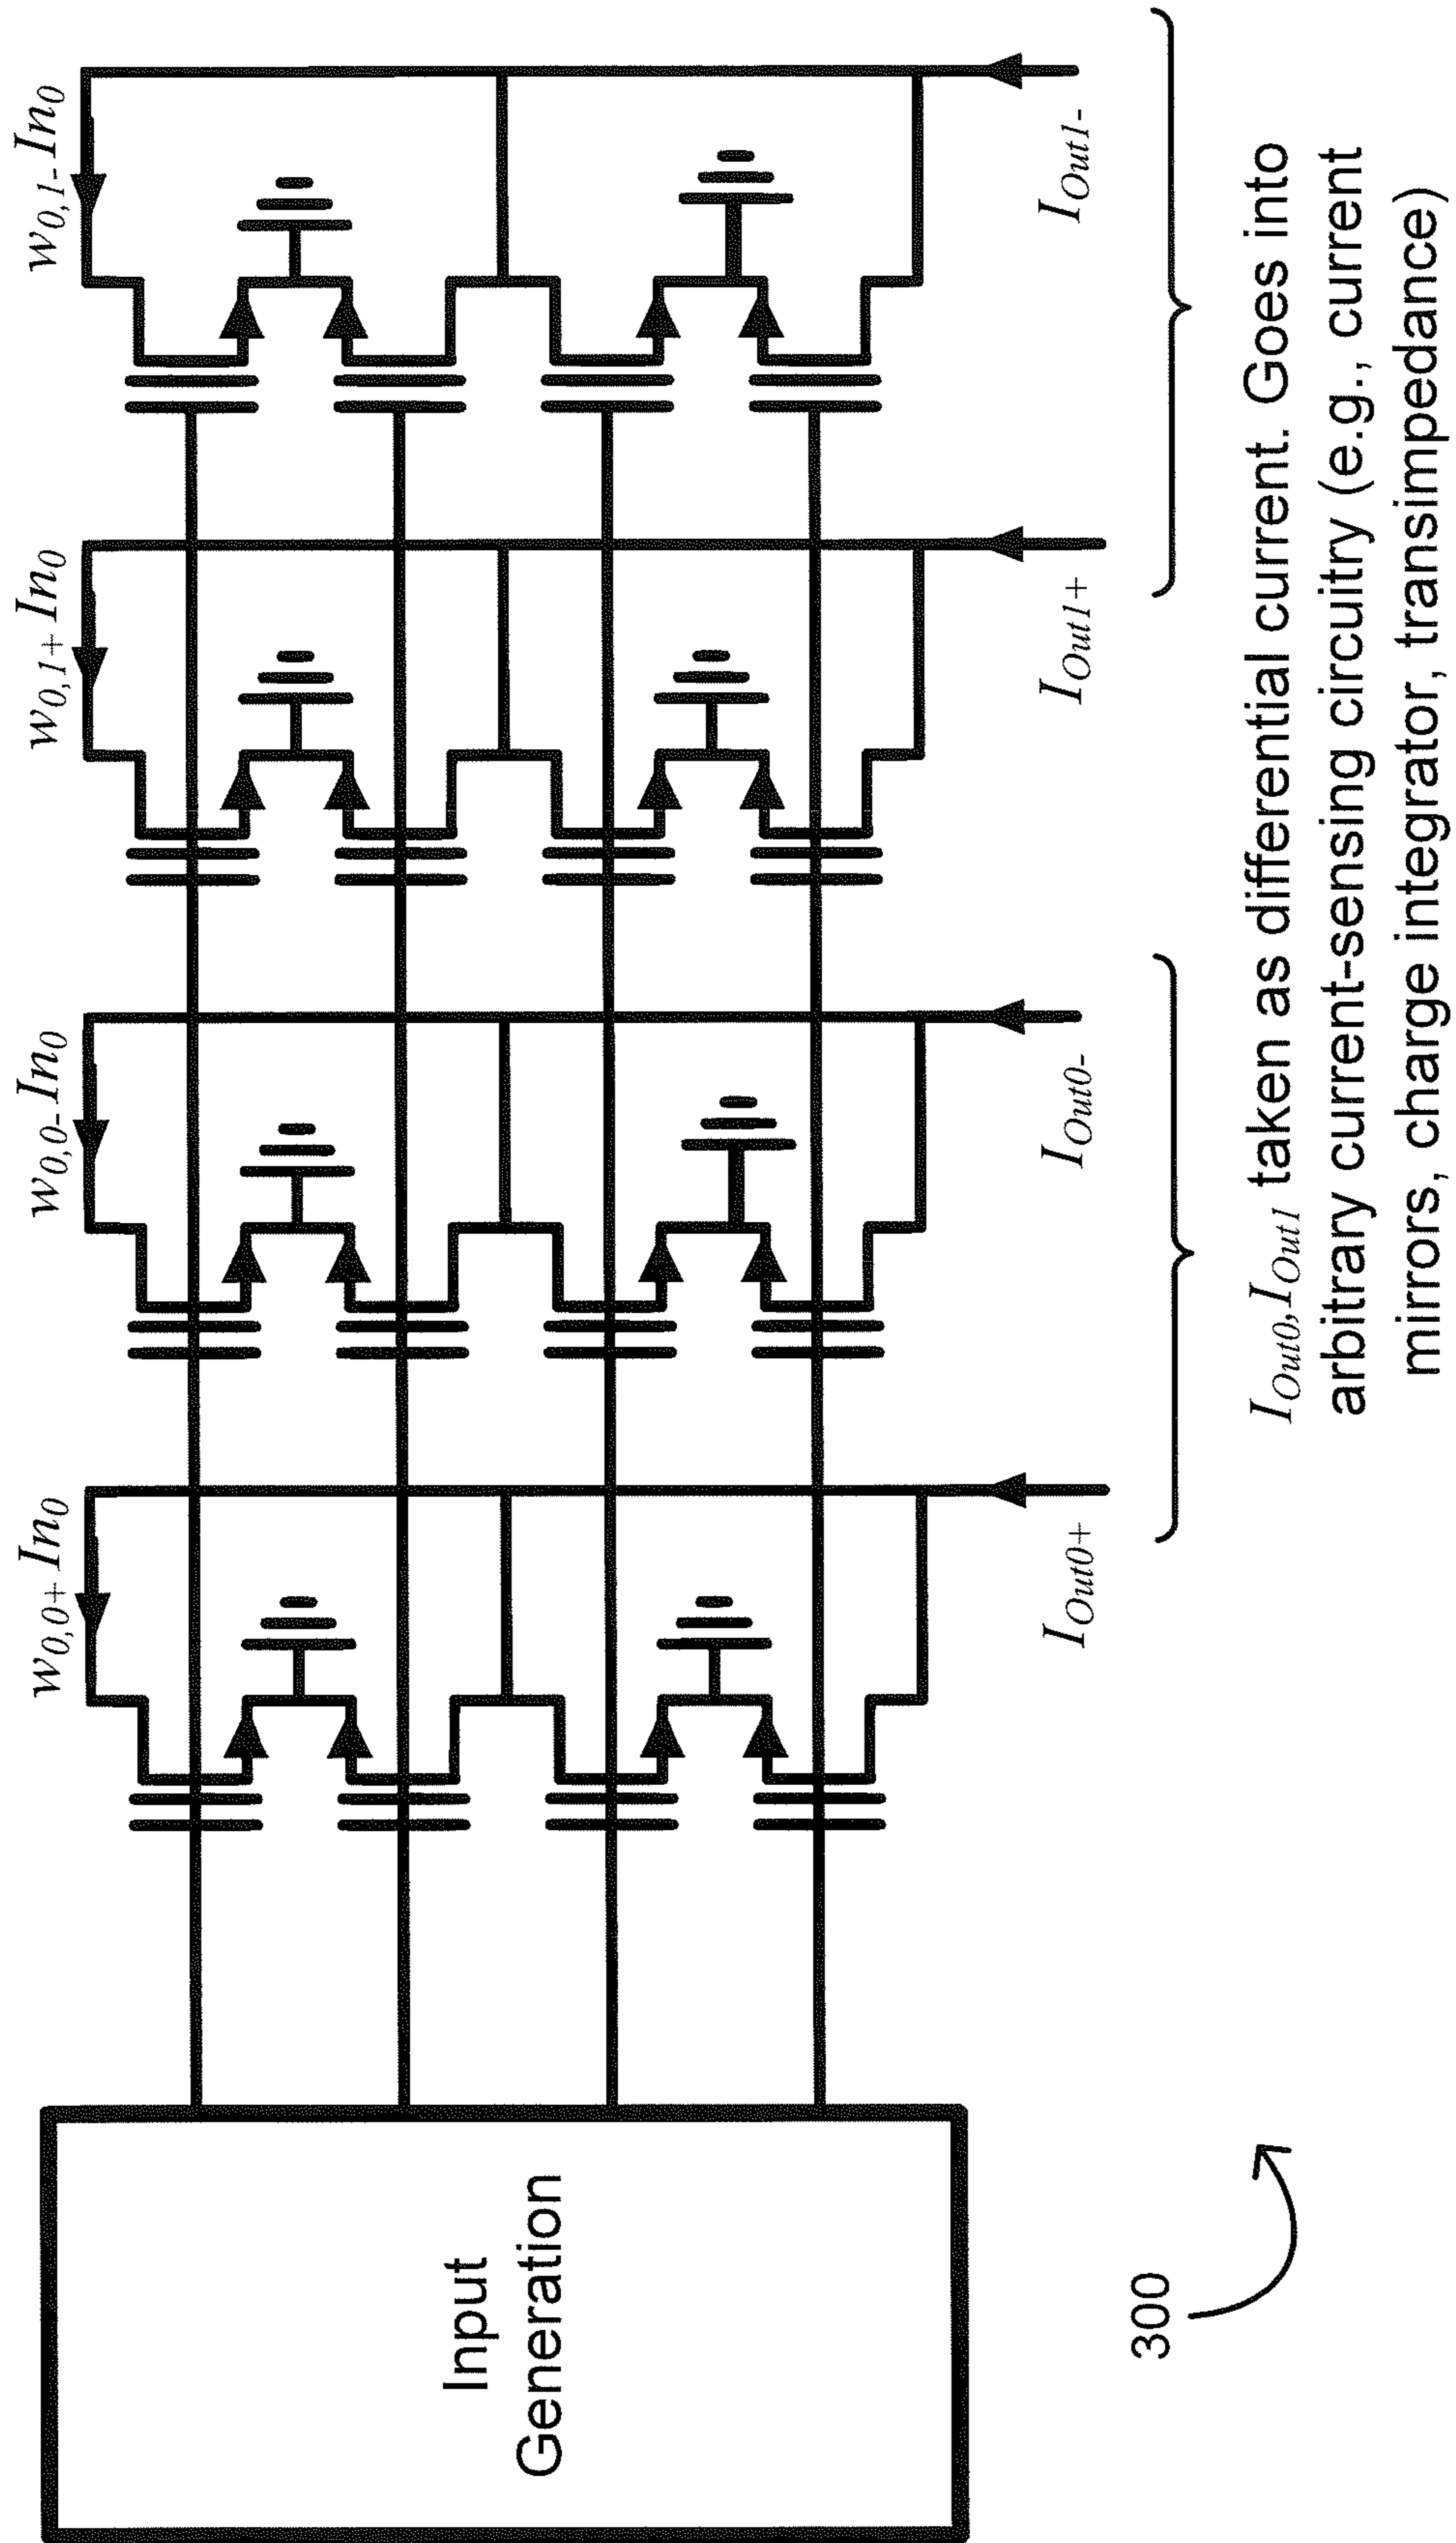 w0,0+In0
w0,0-In0
w0,1+In0
w0,1-In0
Input
Generation
IOut0+
IOut0-
IOut1+
IOut1-
300
IOut0,IOut1 taken as differential current. Goes into
arbitrary current-sensing circuitry (e.g., current
mirrors, charge integrator, transimpedance)